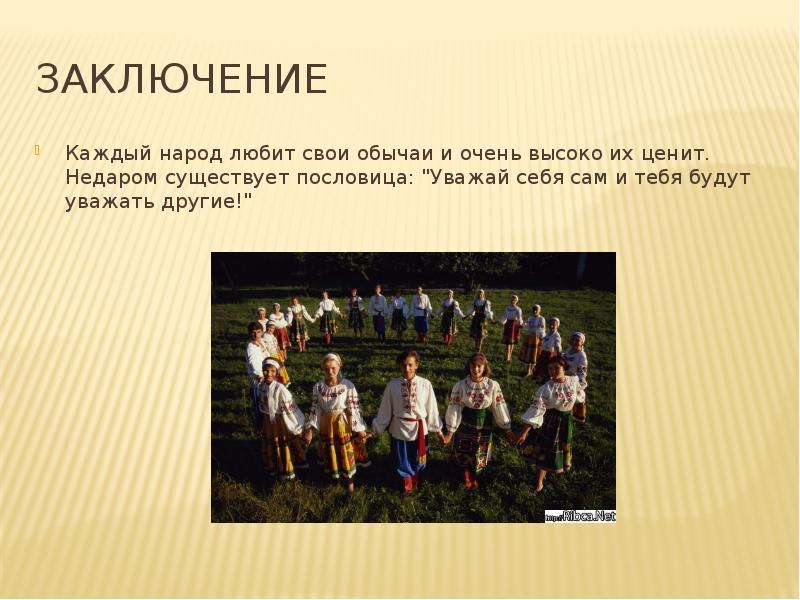 ЗАКЛЮЧЕНИЕ
Каждый народ любит свои обычаи и очень высоко их ценит.
Недаром существует пословица: "Уважай себя сам и тебя будут
уважать другие!"
http://Ribca.Net